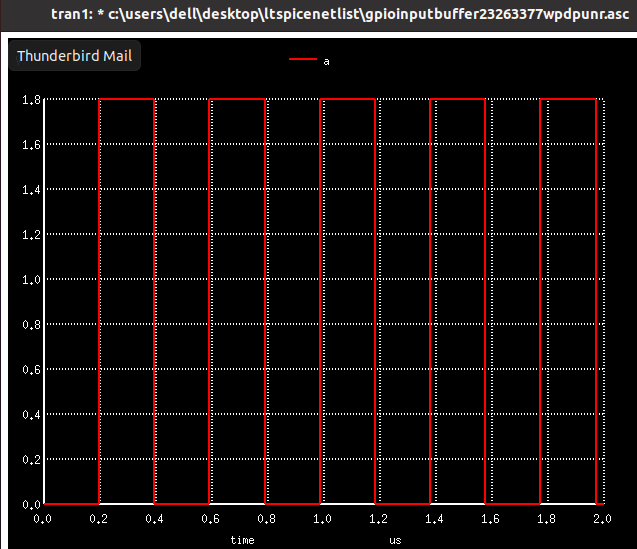 tran1: * c:\users\dell\desktop\ltspicenetlist\gpioinputbuffer23263377wpdpunr.asc
Thunderbird Mail
a
1.8
1.6
1.4
1.2
1.0
0.8
0.6
0.4
0.2
0.0
0.0 0.2 0.4 0.6 0.8 1.0 1.2 1.4 1.6 1.8 2.0
time us